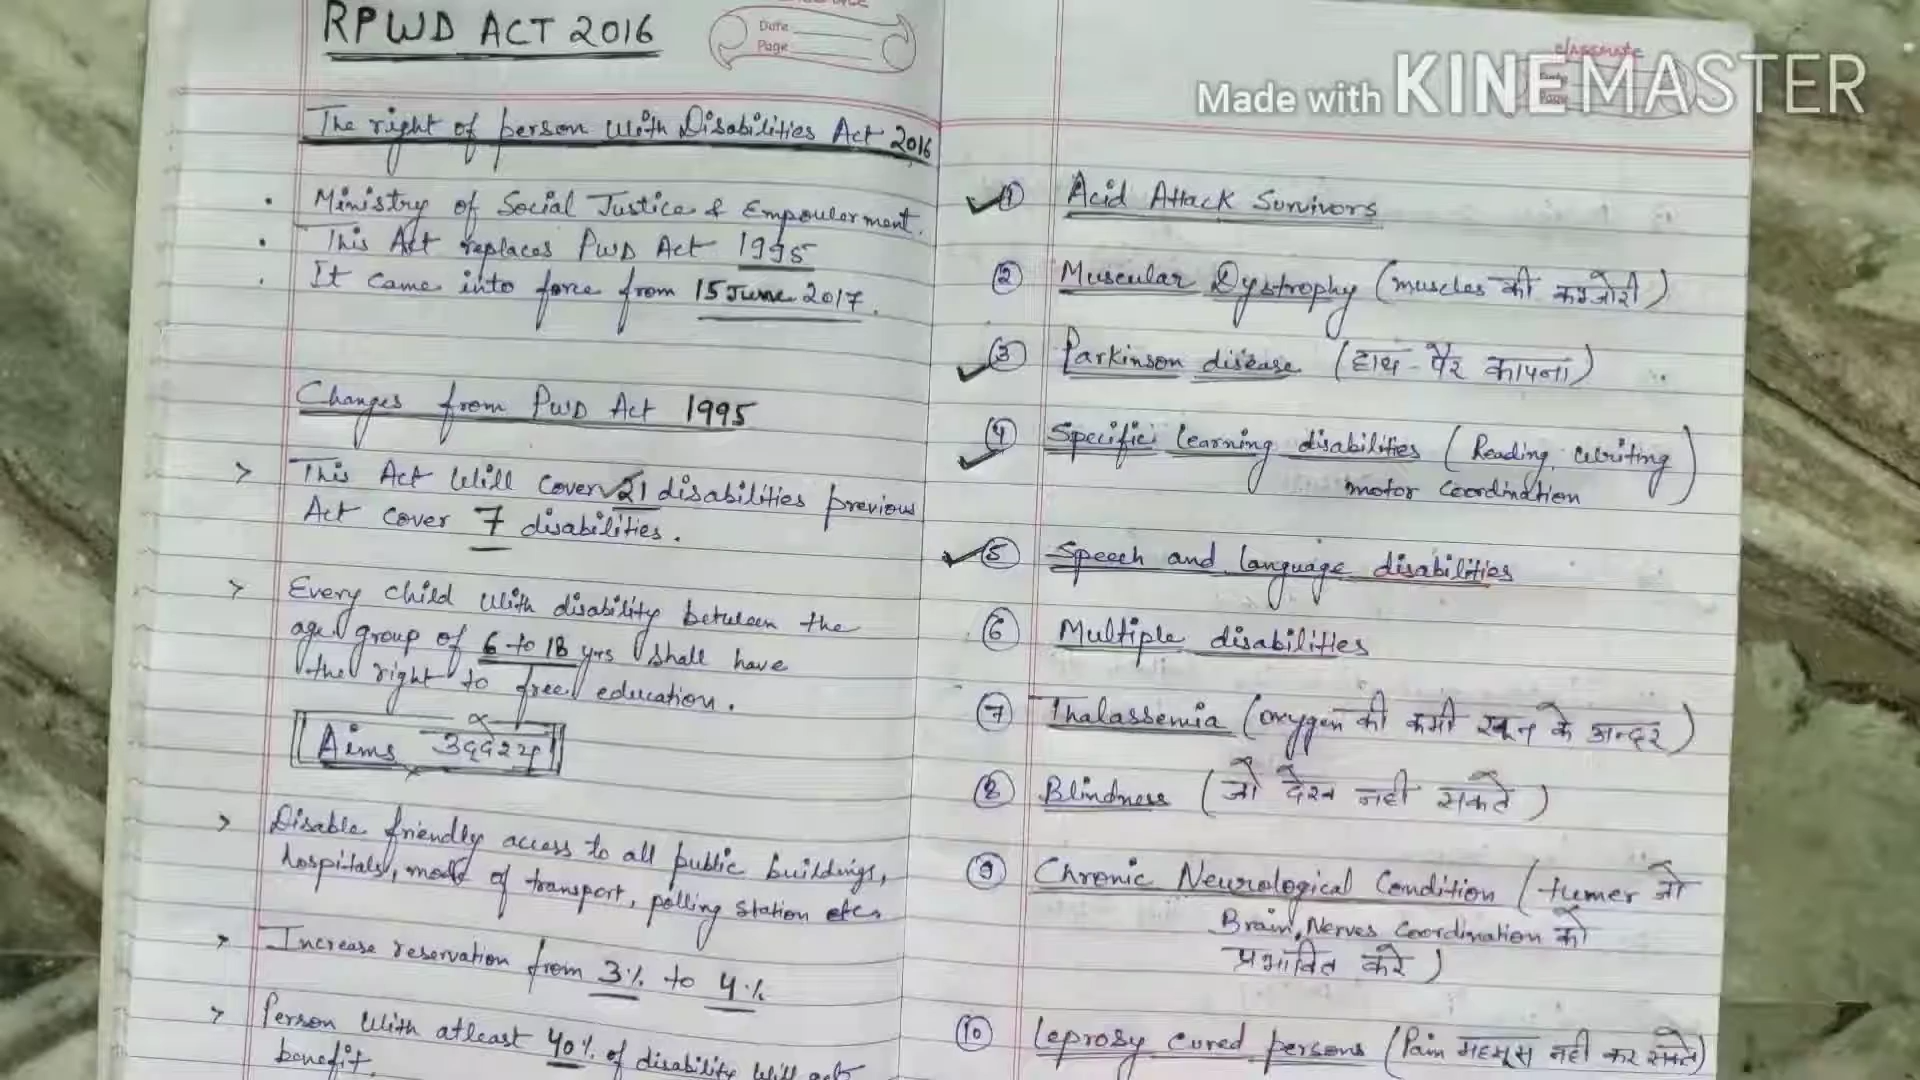 RPWD ACT 2016
Date
Page
The right of person with Disabilities Act 2016
Ministry of Social Justice & Empowerment.
This Act replaces PwD Act 1995
It came into force from 15 June 2017.
Changes from PwD Act 1995
> This Act will cover 21 disabilities previous
Act cover 7 disabilities.
> Every child with disability between the
age group of 6 to 18 yrs shall have
the right to free education.
Aims उद्देश्य
> Disable friendly access to all public buildings,
hospitals, mode of transport, polling station etc.
> Increase reservation from 3% to 4%
> Person with atleast 40% of disability will get
benefit.
classmate
Page
Made with KINEMASTER
① Acid Attack Survivors
② Muscular Dystrophy (muscles की कमजोरी)
③ Parkinson disease (हाथ-पैर कापना)
④ Specific learning disabilities (Reading, writing
motor coordination)
⑤ Speech and language disabilities
⑥ Multiple disabilities
⑦ Thalassemia (oxygen की कमी खून के अन्दर)
⑧ Blindness (जो देख नही सकते)
⑨ Chronic Neurological Condition (tumer जो
Brain, Nerves Coordination को
प्रभावित करे)
⑩ Leprosy cured persons (Pain महसूस नही कर सकते)